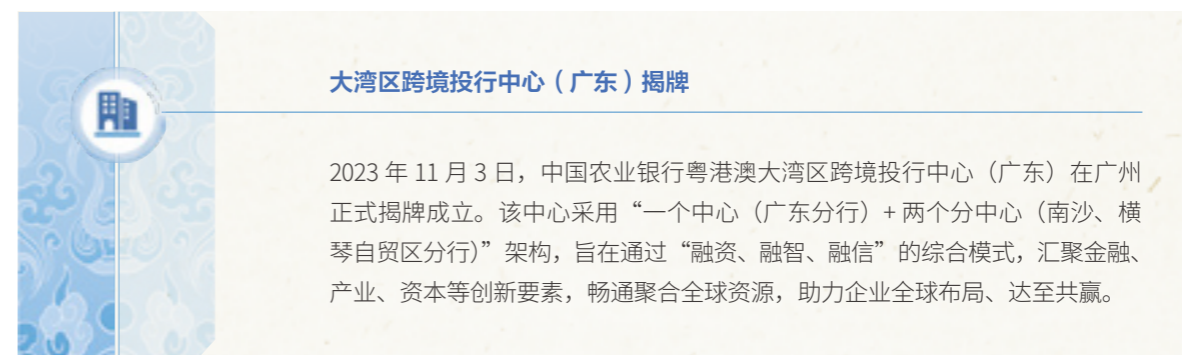 大湾区跨境投行中心（广东）揭牌
2023 年 11 月 3 日，中国农业银行粤港澳大湾区跨境投行中心（广东）在广州
正式揭牌成立。该中心采用“一个中心（广东分行）+ 两个分中心（南沙、横
琴自贸区分行）”架构，旨在通过“融资、融智、融信”的综合模式，汇聚金融、
产业、资本等创新要素，畅通聚合全球资源，助力企业全球布局、达至共赢。